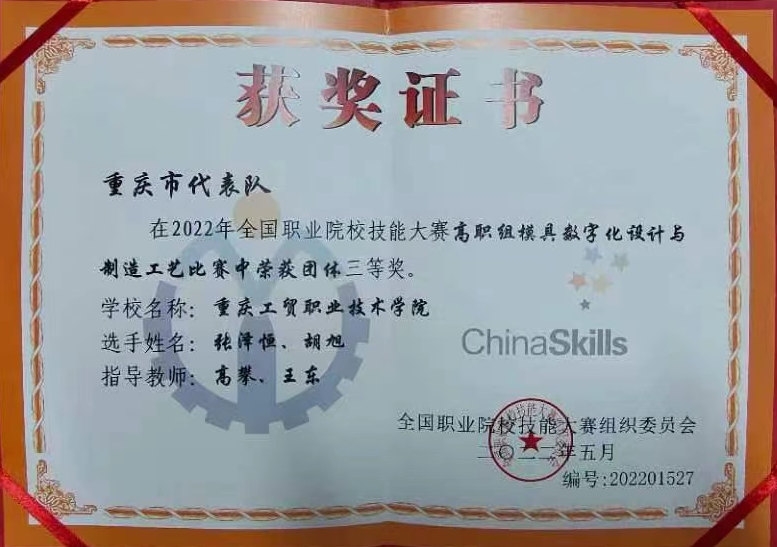 获奖证书
重庆市代表队
在2022年全国职业院校技能大赛高职组模具数字化设计与
制造工艺比赛中荣获团体三等奖。
学校名称：重庆工贸职业技术学院
选手姓名：张泽恒、胡旭
指导教师：高攀、王东
ChinaSkills
全国职业院校技能大赛组织委员会
二〇二二年五月
编号:202201527